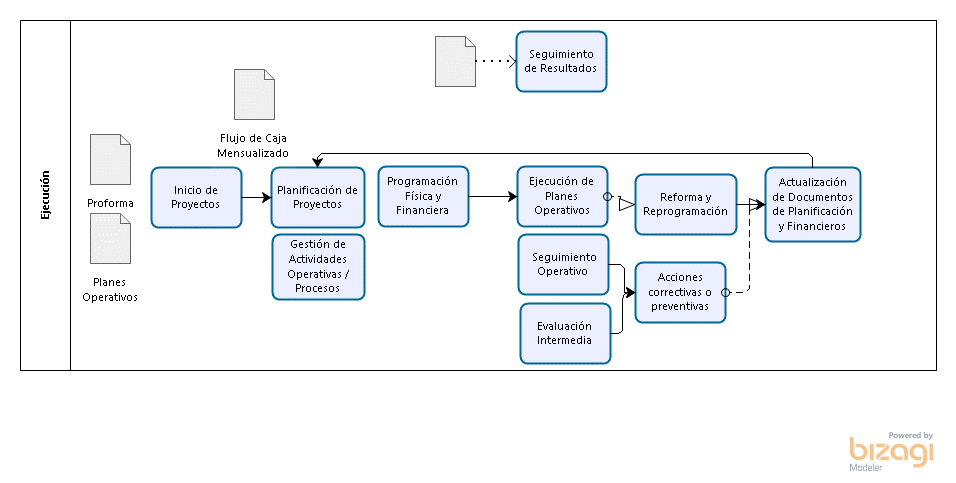 Ejecución
Seguimiento
de Resultados
Flujo de Caja
Mensualizado
Proforma
Planes
Operativos
Inicio de
Proyectos
Planificación de
Proyectos
Gestión de
Actividades
Operativas /
Procesos
Programación
Física y
Financiera
Ejecución de
Planes
Operativos
Seguimiento
Operativo
Evaluación
Intermedia
Reforma y
Reprogramación
Acciones
correctivas o
preventivas
Actualización
de Documentos
de Planificación
y Financieros
Powered by
bizagi
Modeler